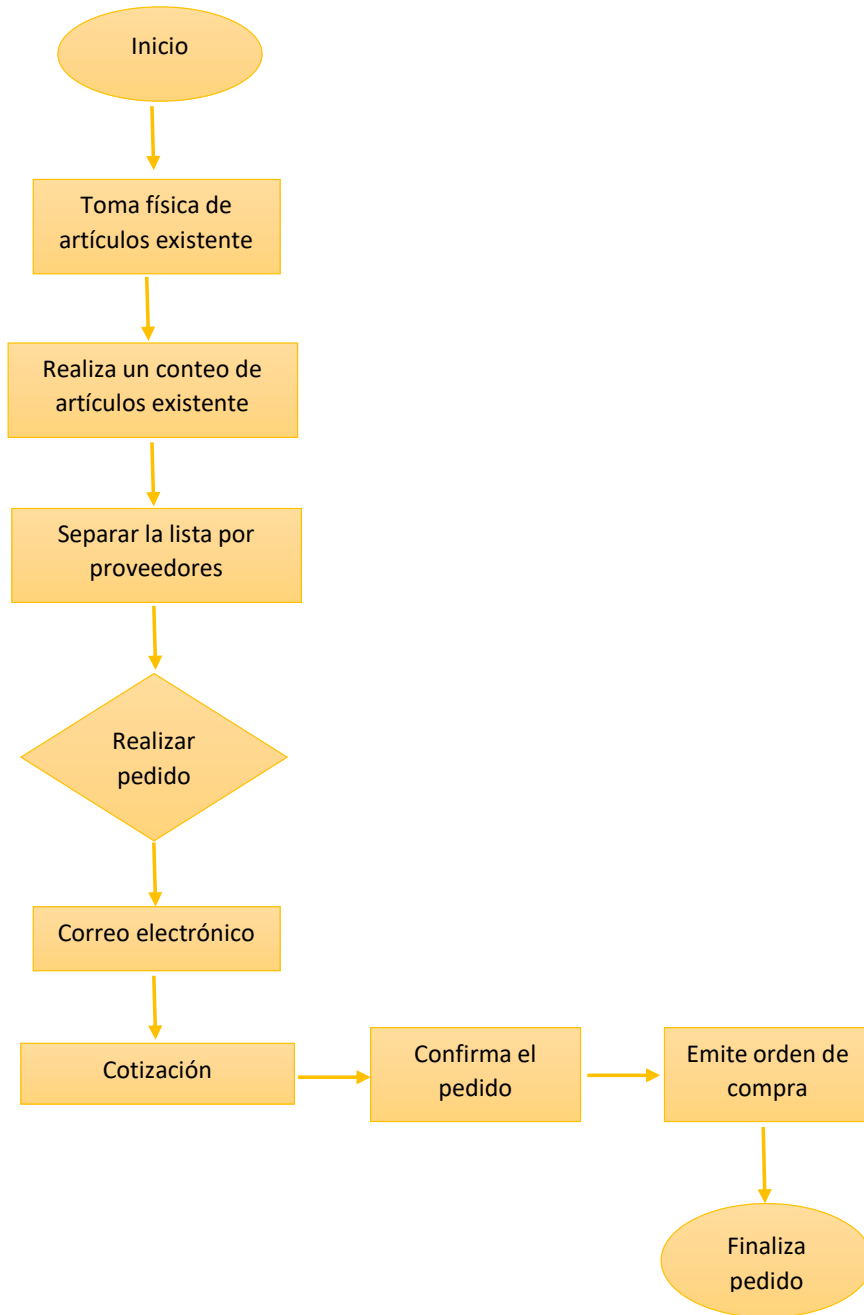 Inicio
Toma física de
artículos existente
Realiza un conteo de
artículos existente
Separar la lista por
proveedores
Realizar
pedido
Correo electrónico
Cotización
Confirma el
pedido
Emite orden de
compra
Finaliza
pedido